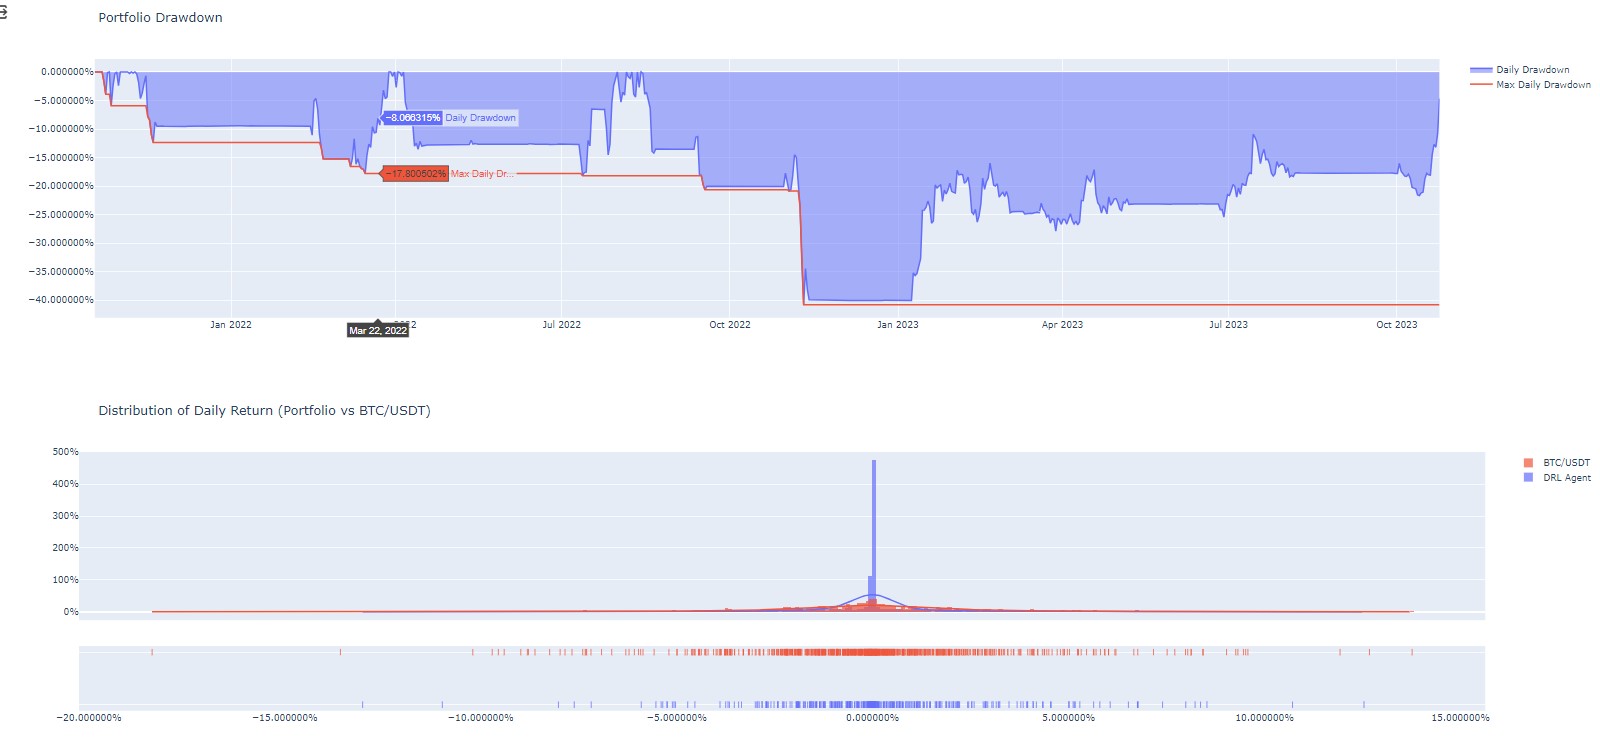 Portfolio Drawdown
0.000000%
−5.000000%
−10.000000%
−15.000000%
−20.000000%
−25.000000%
−30.000000%
−35.000000%
−40.000000%
−8.066315% Daily Drawdown
−17.800502% Max Daily Dr...
Daily Drawdown
Max Daily Drawdown
Jan 2022
Mar 22, 2022
Jul 2022
Oct 2022
Jan 2023
Apr 2023
Jul 2023
Oct 2023
Distribution of Daily Return (Portfolio vs BTC/USDT)
500%
400%
300%
200%
100%
0%
BTC/USDT
DRL Agent
−20.000000%
−15.000000%
−10.000000%
−5.000000%
0.000000%
5.000000%
10.000000%
15.000000%